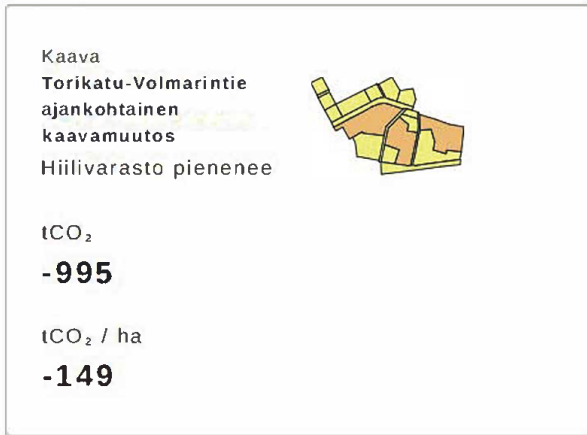 Kaava
Torikatu-Volmarintie
ajankohtainen
kaavamuutos
Hiilivarasto pienenee
tCO₂
-995
tCO₂ / ha
-149